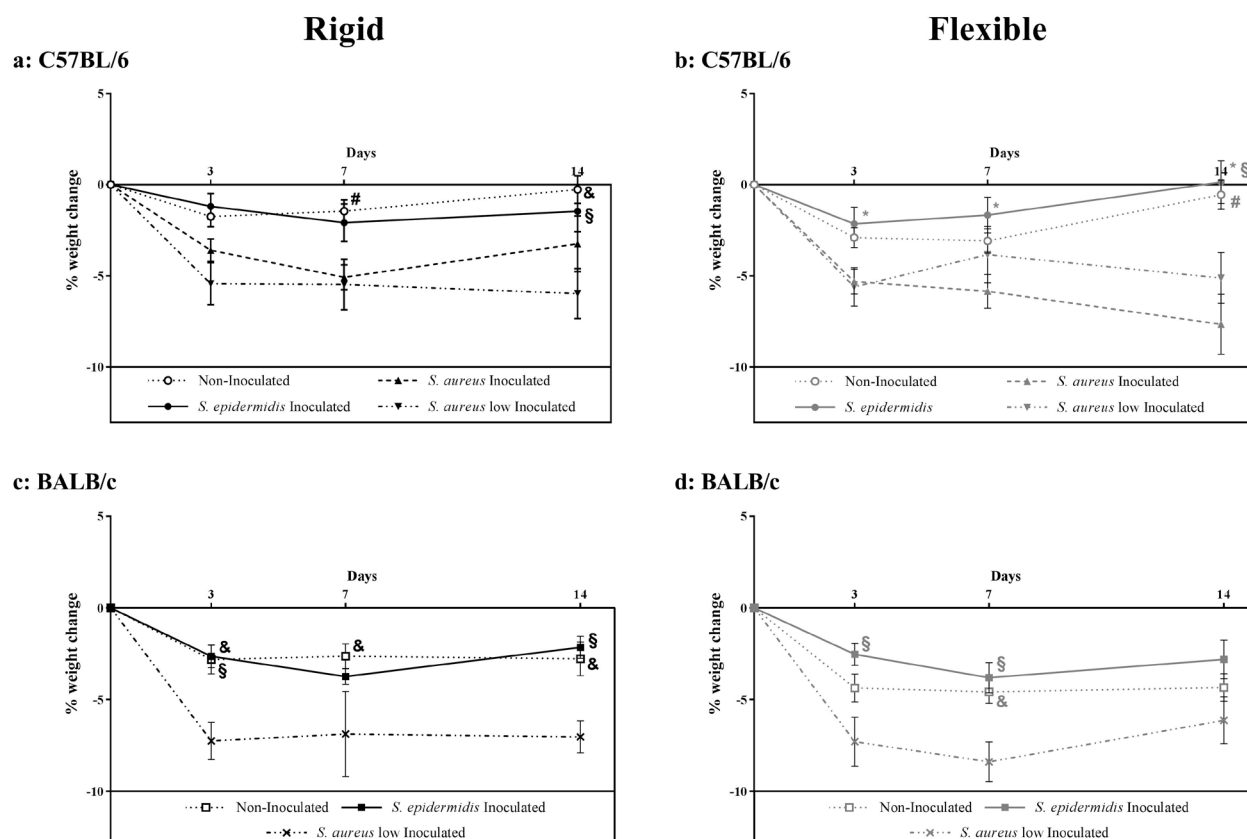 Rigid
Flexible
a: C57BL/6
b: C57BL/6
5
Days
3
7
14
0
#
&
§
% weight change
-5
-10
Non-Inoculated
S. aureus Inoculated
S. epidermidis Inoculated
S. aureus low Inoculated
5
Days
3
7
14
0
*
*
* §
#
% weight change
-5
-10
Non-Inoculated
S. aureus Inoculated
S. epidermidis
S. aureus low Inoculated
c: BALB/c
d: BALB/c
5
Days
3
7
14
0
&
§
&
§
&
% weight change
-5
-10
Non-Inoculated
S. epidermidis Inoculated
S. aureus low Inoculated
5
Days
3
7
14
0
§
§
&
% weight change
-5
-10
Non-Inoculated
S. epidermidis Inoculated
S. aureus low Inoculated